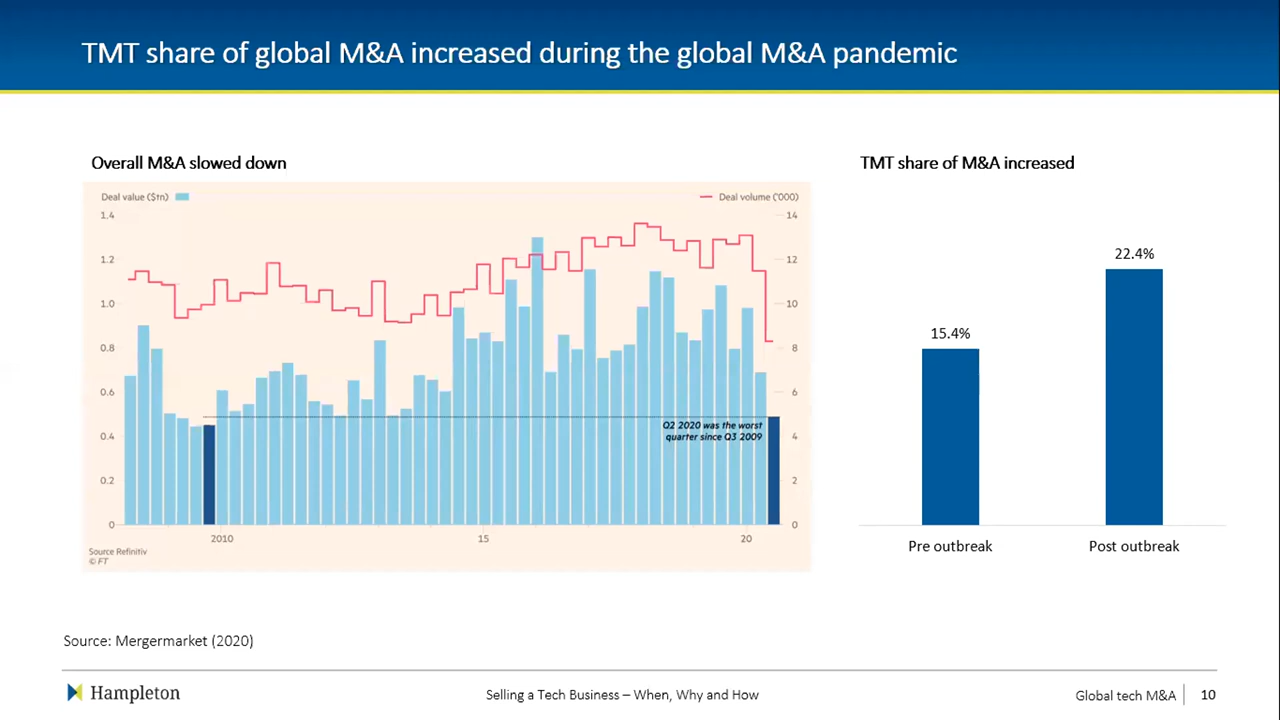 TMT share of global M&A increased during the global M&A pandemic
Overall M&A slowed down
TMT share of M&A increased
Deal value ($tn)
Deal volume ('000)
1.4
14
1.2
12
1.0
10
0.8
8
0.6
6
0.4
4
0.2
2
0
0
Q2 2020 was the worst
quarter since Q3 2009
2010
15
20
Source Refinitiv
© FT
15.4%
22.4%
Pre outbreak
Post outbreak
Source: Mergermarket (2020)
Hampleton
Selling a Tech Business – When, Why and How
Global tech M&A
10